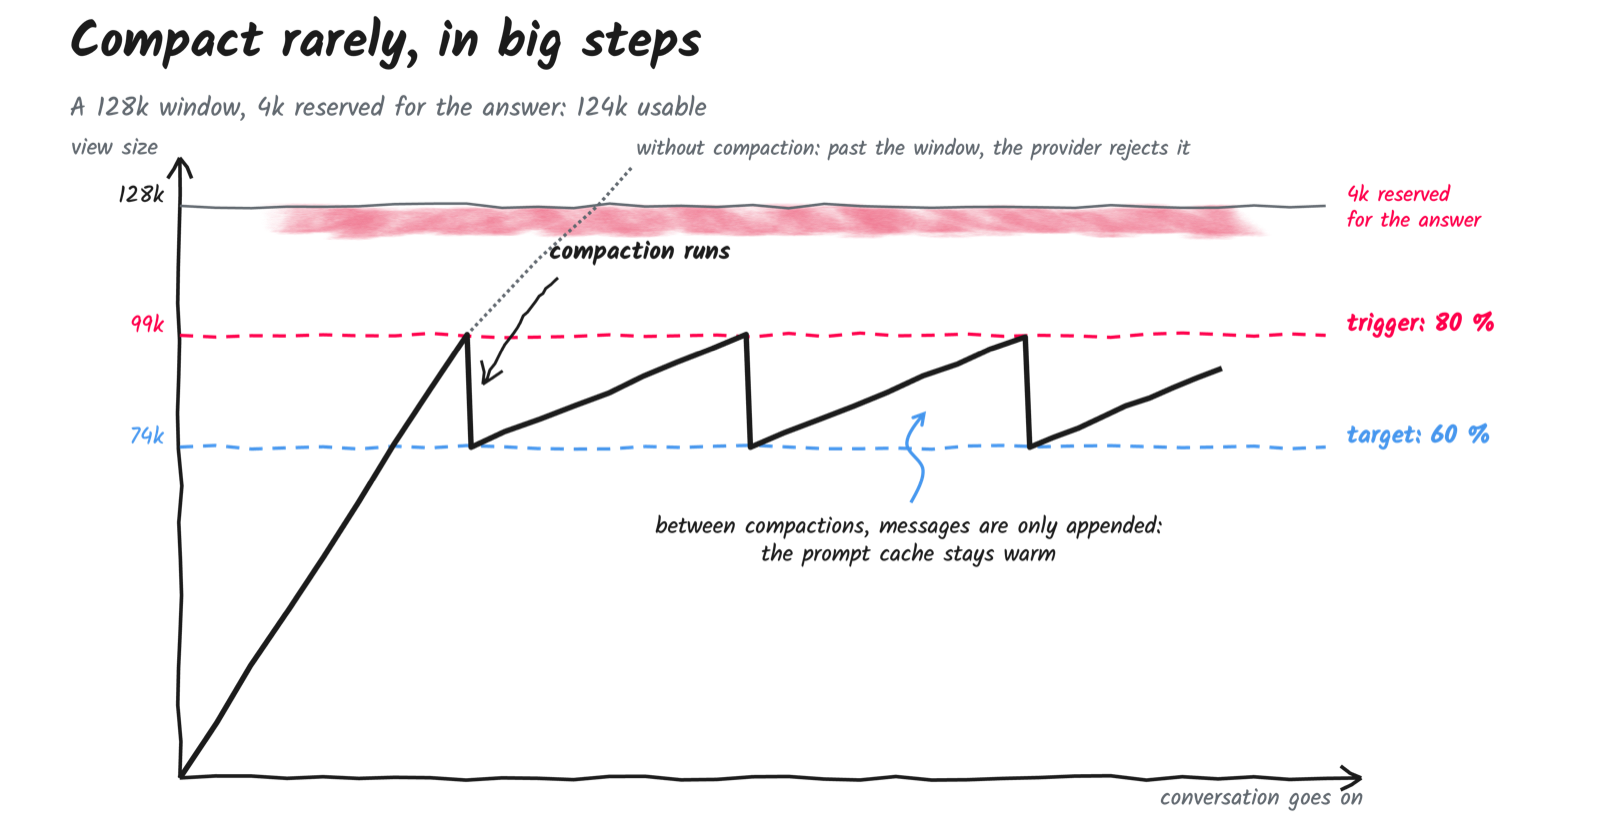 Compact rarely, in big steps
A 128k window, 4k reserved for the answer: 124k usable
view size
without compaction: past the window, the provider rejects it
128k
4k reserved
for the answer
compaction runs
99k
trigger: 80 %
74k
target: 60 %
between compactions, messages are only appended:
the prompt cache stays warm
conversation goes on